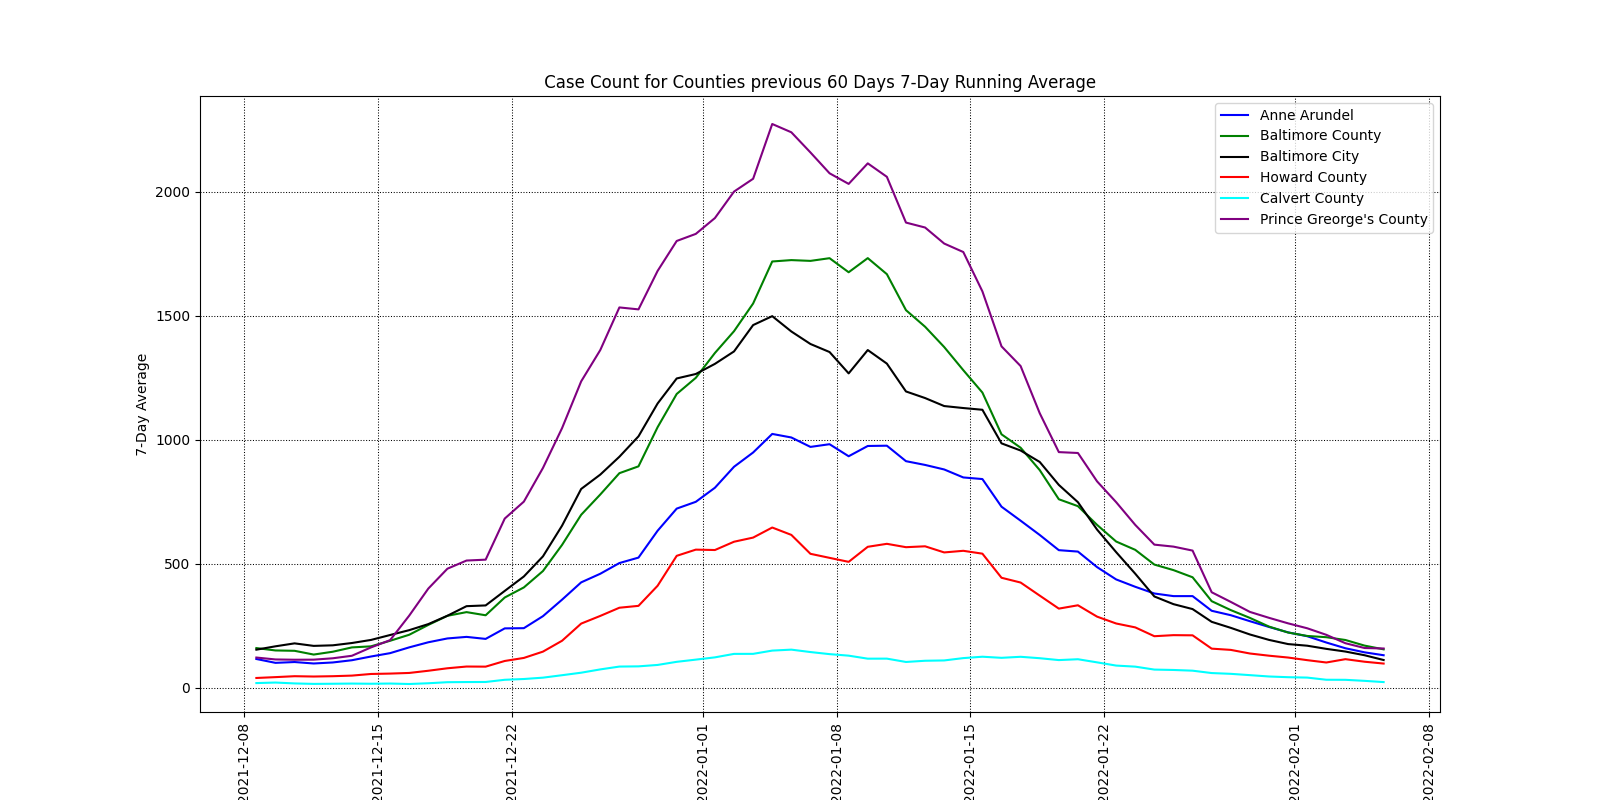 Case Count for Counties previous 60 Days 7-Day Running Average
Anne Arundel
Baltimore County
Baltimore City
Howard County
Calvert County
Prince Greorge's County
7-Day Average
2000
1500
1000
500
0
2021-12-08
2021-12-15
2021-12-22
2022-01-01
2022-01-08
2022-01-15
2022-01-22
2022-02-01
2022-02-08